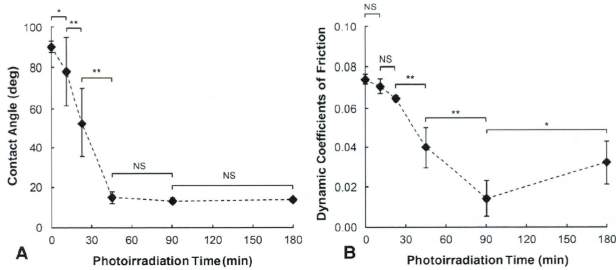 *
**
**
NS
NS
100
80
60
40
20
0
0 30 60 90 120 150 180
Contact Angle (deg)
Photoirradiation Time (min)
A
NS
NS
**
**
*
0.10
0.08
0.06
0.04
0.02
0.00
0 30 60 90 120 150 180
Dynamic Coefficients of Friction
Photoirradiation Time (min)
B